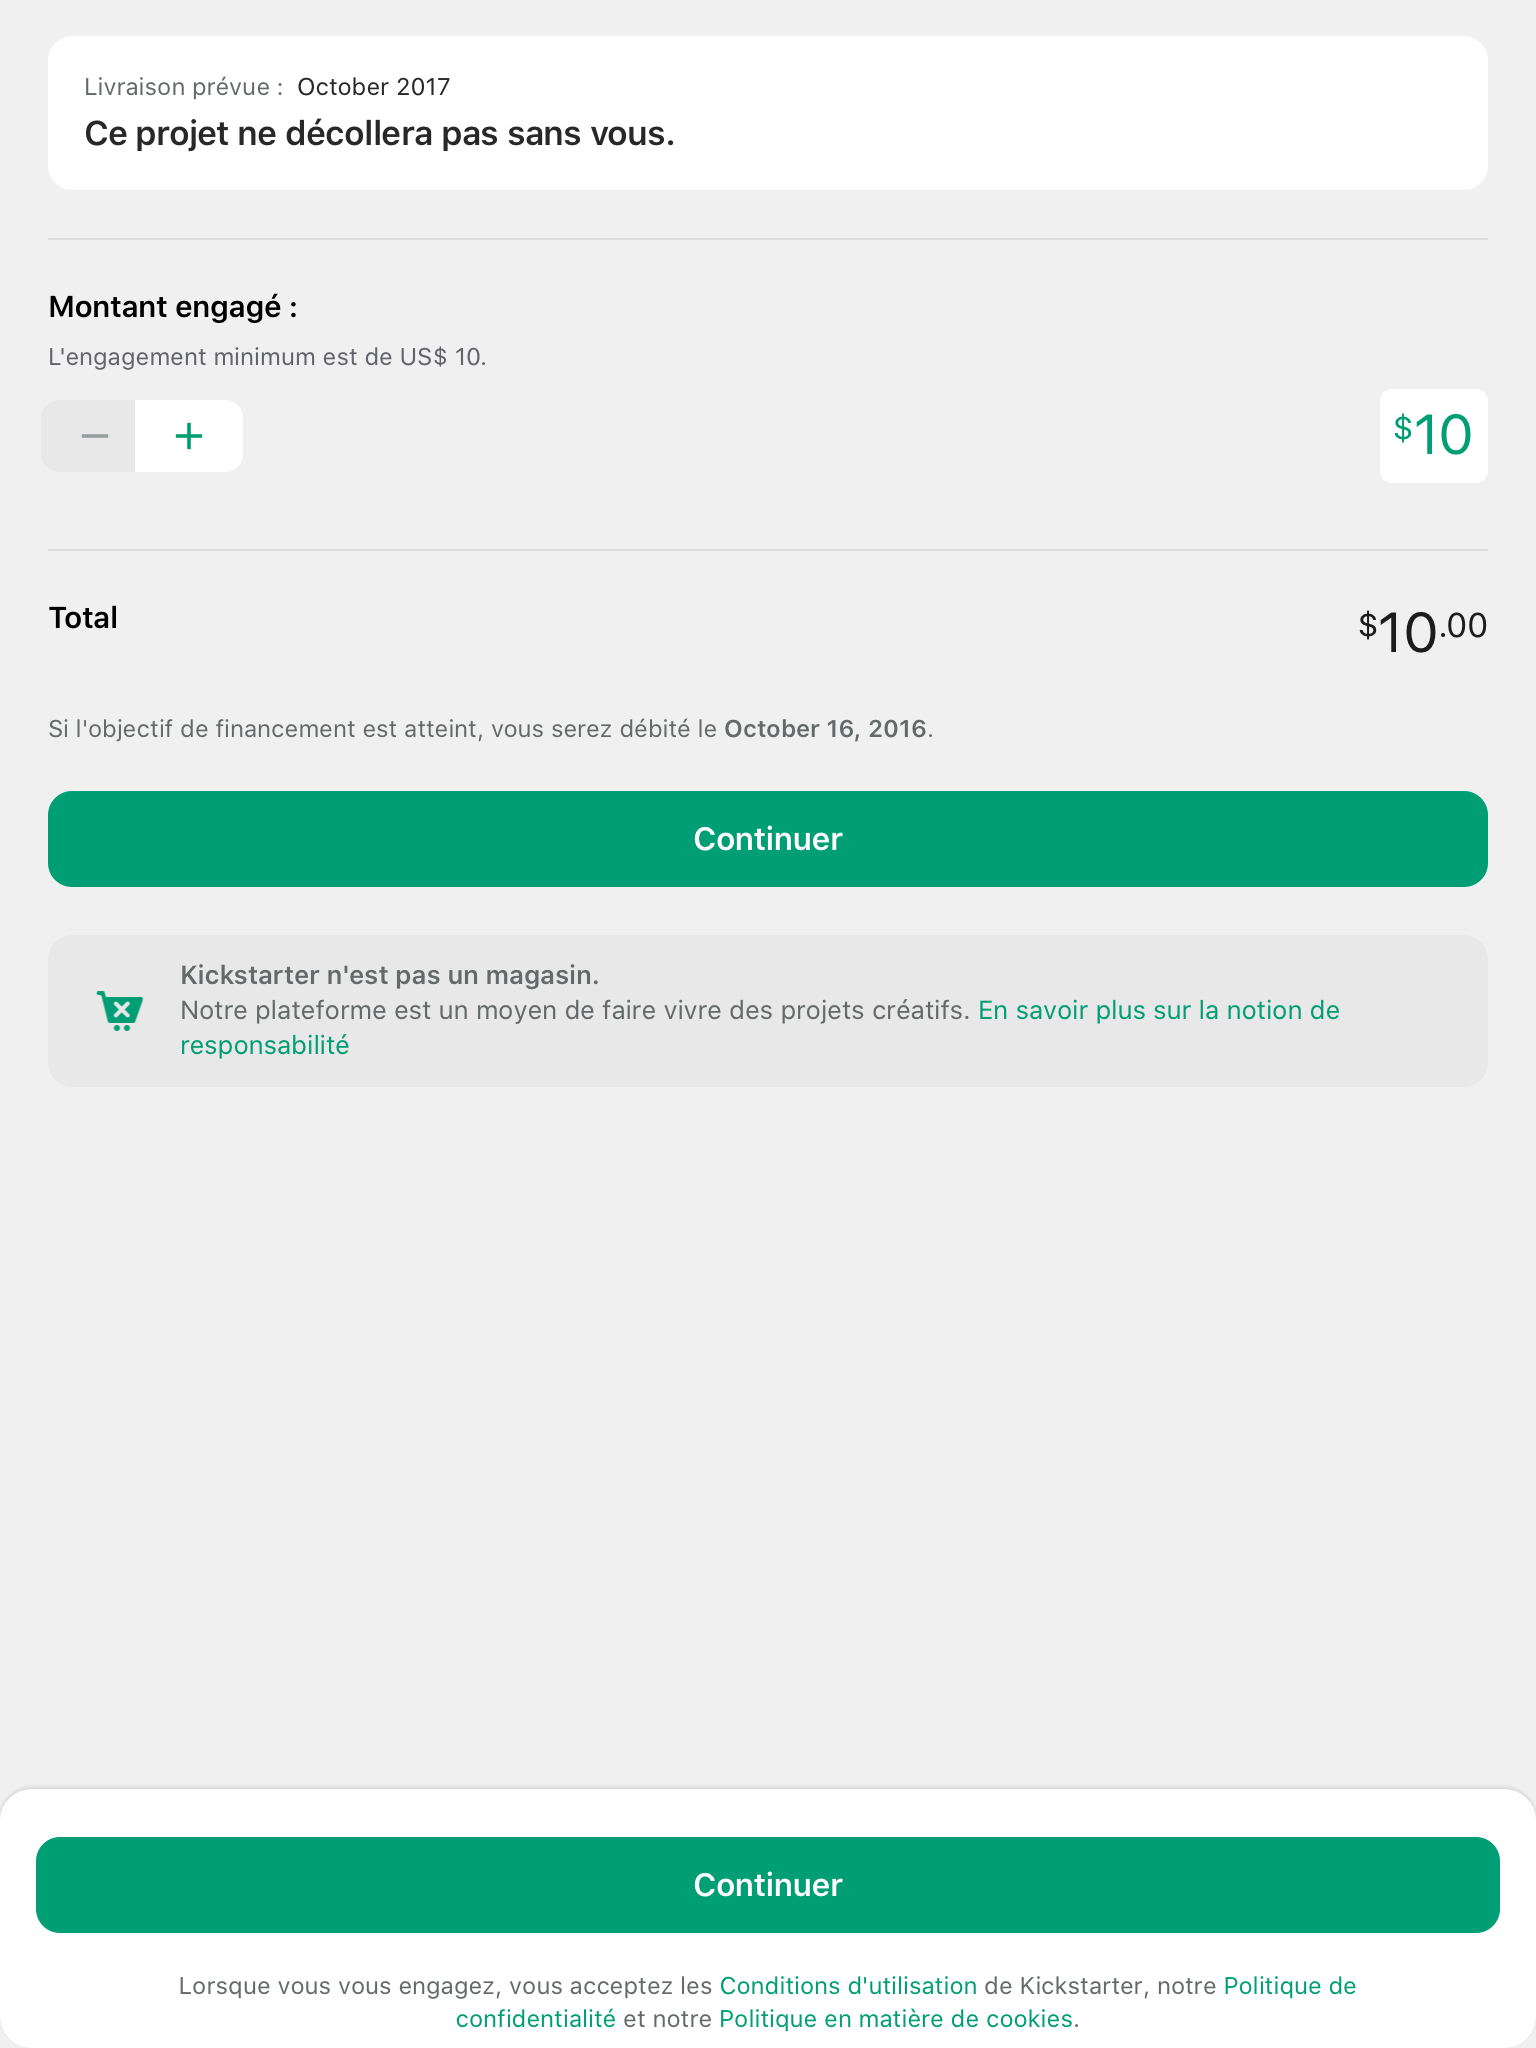 Livraison prévue : October 2017
Ce projet ne décollera pas sans vous.
Montant engagé :
L'engagement minimum est de US$ 10.
− +
$10
Total
$10.00
Si l'objectif de financement est atteint, vous serez débité le October 16, 2016.
Continuer
Kickstarter n'est pas un magasin.
Notre plateforme est un moyen de faire vivre des projets créatifs. En savoir plus sur la notion de
responsabilité
Continuer
Lorsque vous vous engagez, vous acceptez les Conditions d'utilisation de Kickstarter, notre Politique de
confidentialité et notre Politique en matière de cookies.